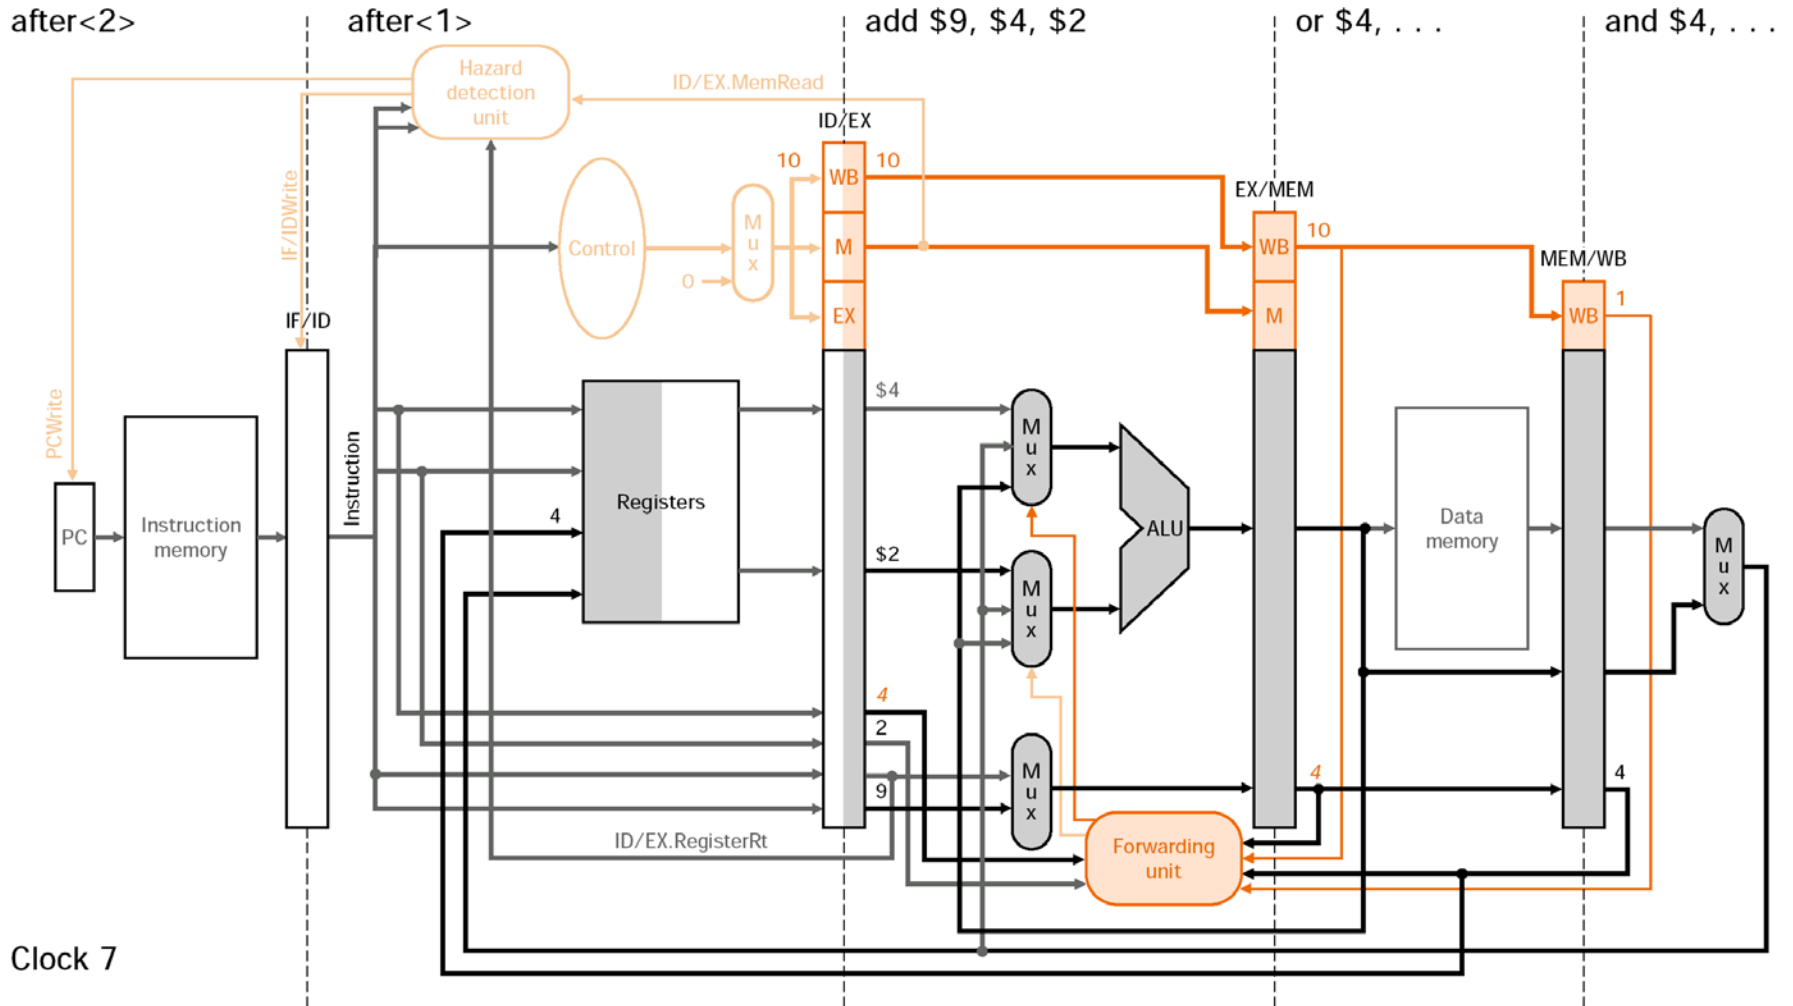 after<2>
after<1>
add $9, $4, $2
or $4, . . .
and $4, . . .
Hazard
detection
unit
ID/EX.MemRead
ID/EX
10
WB
10
EX/MEM
IF/IDWrite
M
u
x
Control
M
WB
10
MEM/WB
0
EX
M
WB
1
IF/ID
PCWrite
$4
M
u
x
Instruction
Registers
4
PC
Instruction
memory
ALU
Data
memory
M
u
x
$2
M
u
x
4
2
9
M
u
x
4
4
ID/EX.RegisterRt
Forwarding
unit
Clock 7